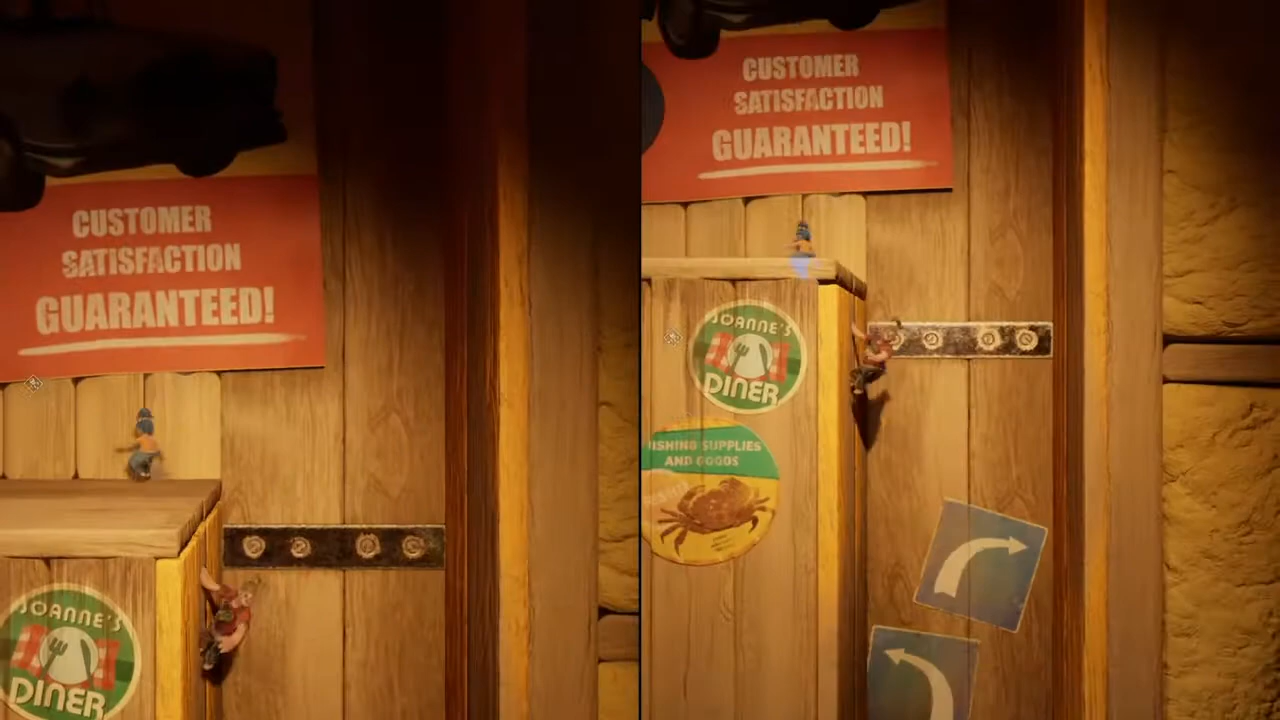 CUSTOMER
SATISFACTION
GUARANTEED!
JOANNE'S
DINER
CUSTOMER
SATISFACTION
GUARANTEED!
JOANNE'S
DINER
ISHING SUPPLIES
AND GOODS